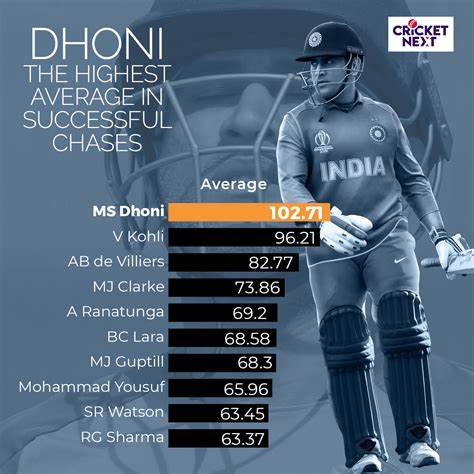 DHONI
THE HIGHEST
AVERAGE IN
SUCCESSFUL
CHASES
CRICKET
NEXT
INDIA
Average
MS Dhoni 102.71
V Kohli 96.21
AB de Villiers 82.77
MJ Clarke 73.86
A Ranatunga 69.2
BC Lara 68.58
MJ Guptill 68.3
Mohammad Yousuf 65.96
SR Watson 63.45
RG Sharma 63.37